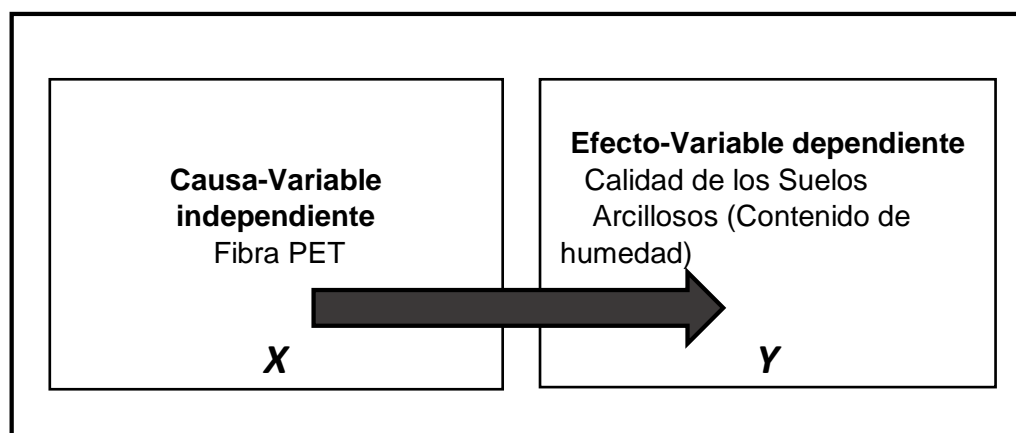 Causa-Variable
independiente
Fibra PET
X
Efecto-Variable dependiente
Calidad de los Suelos
Arcillosos (Contenido de
humedad)
Y